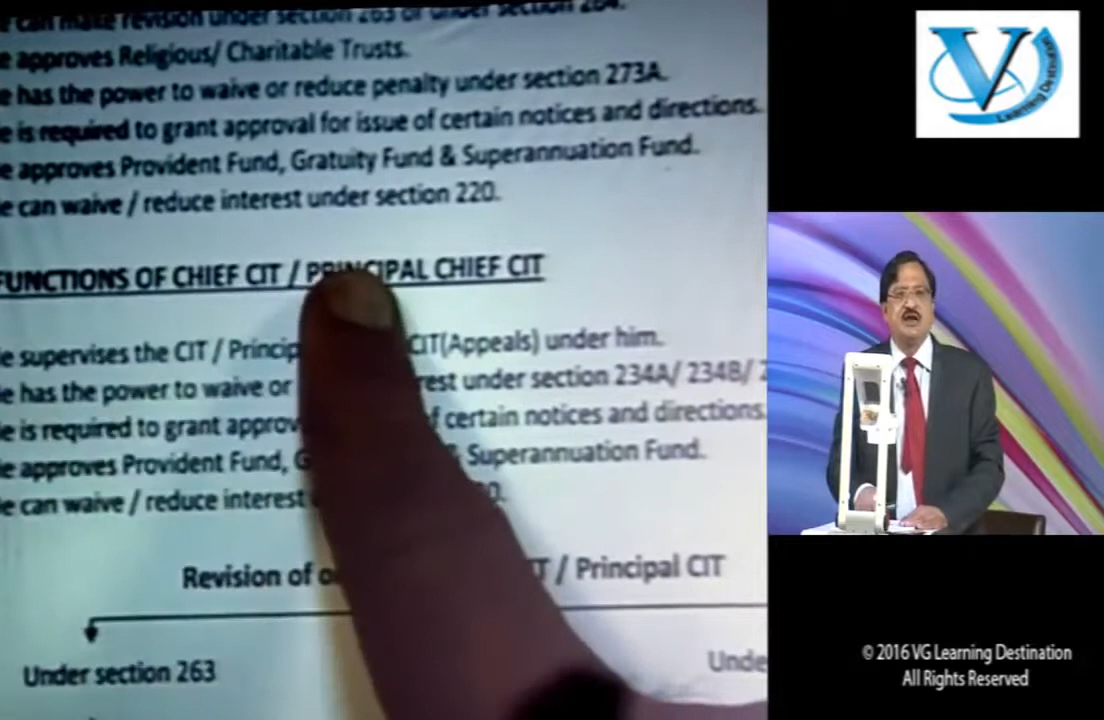 e can make revision under section 263 or under section 264.
e approves Religious/ Charitable Trusts.
e has the power to waive or reduce penalty under section 273A.
e is required to grant approval for issue of certain notices and directions.
e approves Provident Fund, Gratuity Fund & Superannuation Fund.
e can waive / reduce interest under section 220.
FUNCTIONS OF CHIEF CIT / PRINCIPAL CHIEF CIT
e supervises the CIT / Princip CIT(Appeals) under him.
e has the power to waive or rest under section 234A/ 234B/ 2
e is required to grant approv f certain notices and directions.
e approves Provident Fund, G & Superannuation Fund.
e can waive / reduce interest 0.
Revision of o T / Principal CIT
Under section 263
Unde
V
Learning Destination
© 2016 VG Learning Destination
All Rights Reserved